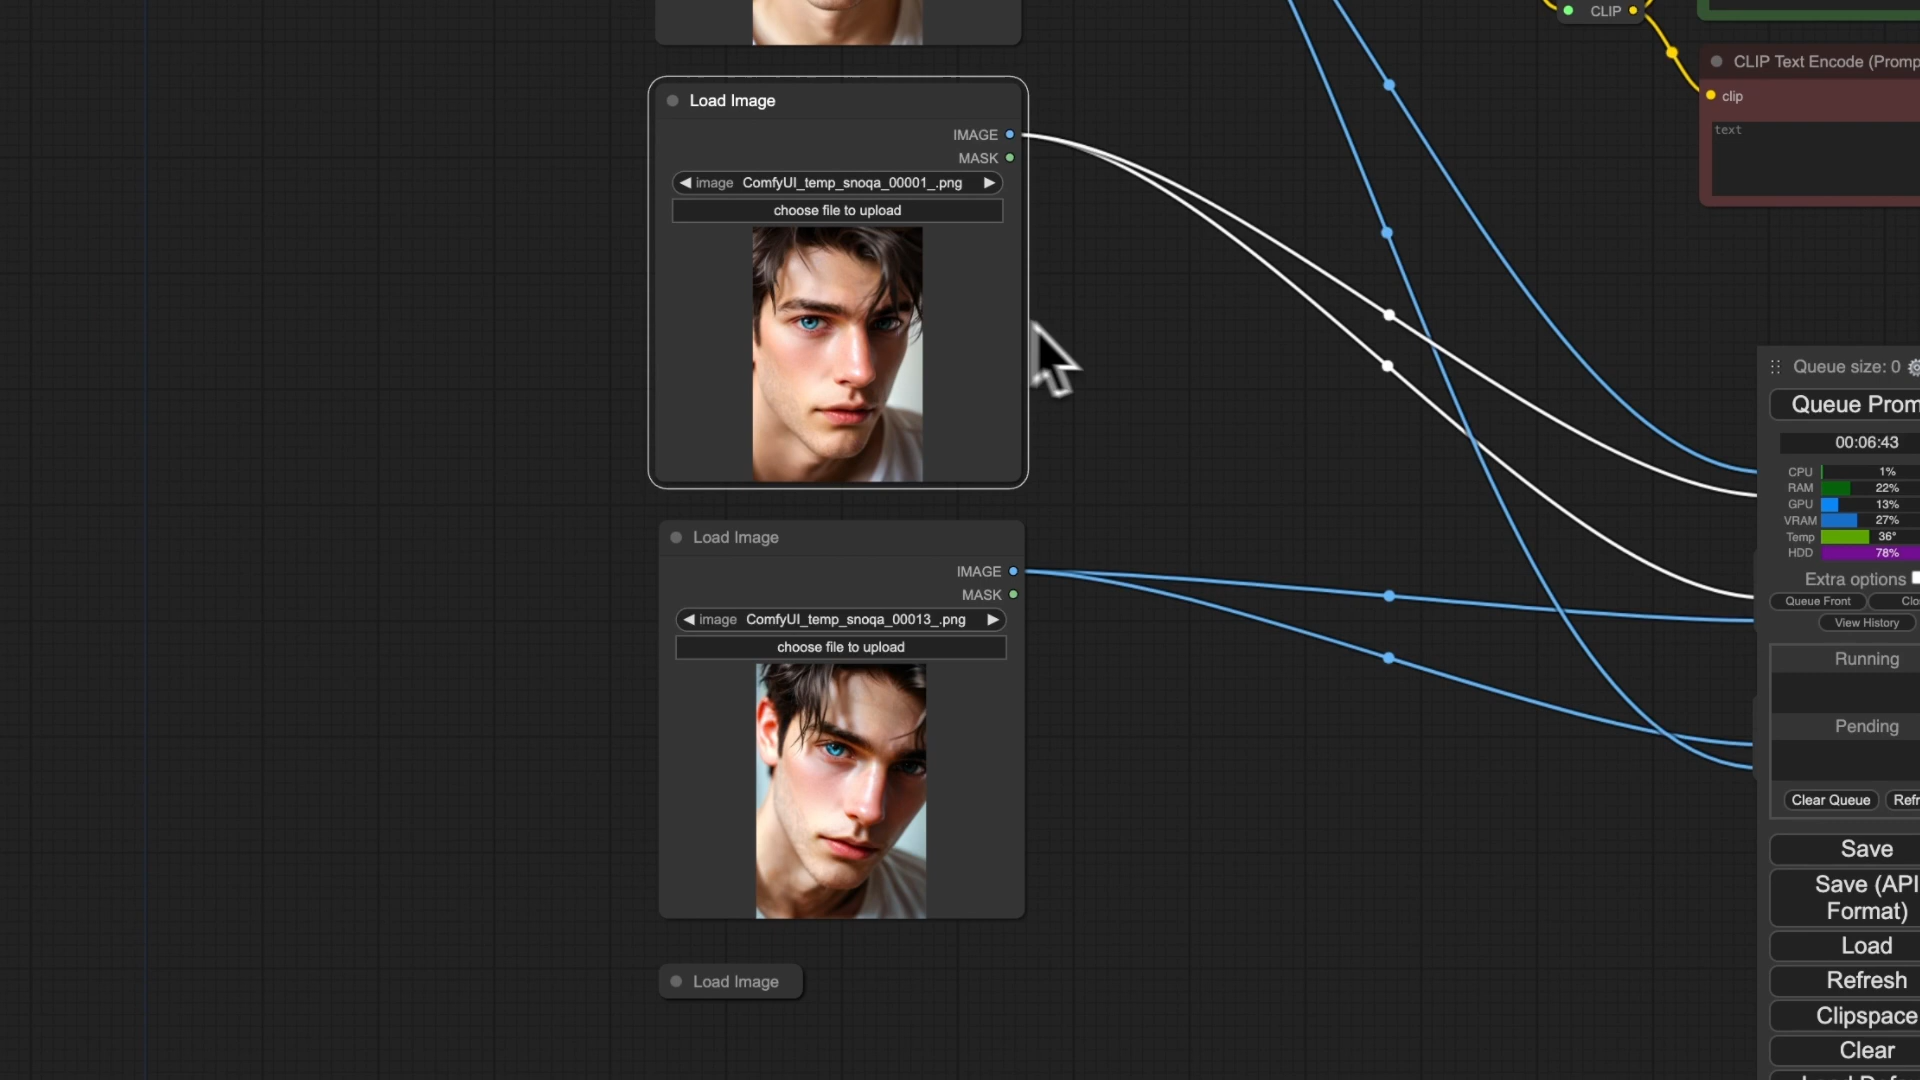 CLIP
CLIP Text Encode (Promp
clip
text
Load Image
IMAGE
MASK
image ComfyUI_temp_snoqa_00001_.png
choose file to upload
Load Image
IMAGE
MASK
image ComfyUI_temp_snoqa_00013_.png
choose file to upload
Load Image
Queue size: 0
Queue Prom
00:06:43
CPU 1%
RAM 22%
GPU 13%
VRAM 27%
Temp 36°
HDD 78%
Extra options
Queue Front Clo
View History
Running
Pending
Clear Queue Refr
Save
Save (API
Format)
Load
Refresh
Clipspace
Clear